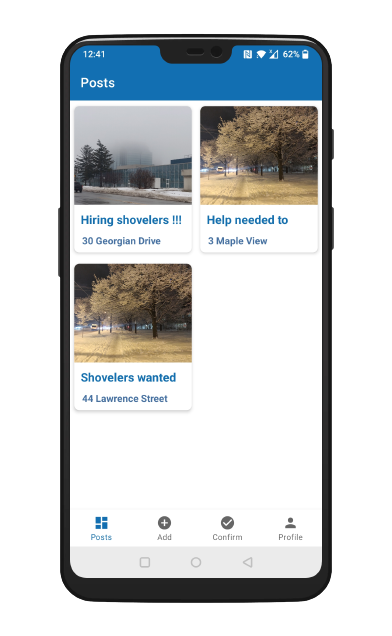 12:41
62%
Posts
Hiring shovelers !!!
30 Georgian Drive
Help needed to
3 Maple View
Shovelers wanted
44 Lawrence Street
Posts
Add
Confirm
Profile